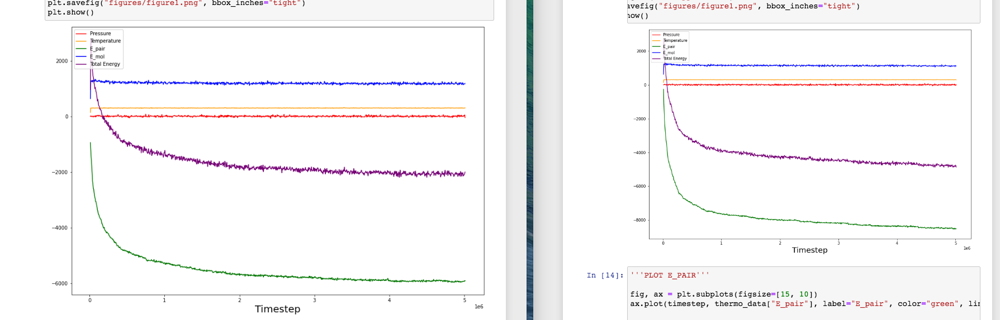 plt.savefig("figures/figure1.png", bbox_inches="tight")
plt.show()
Pressure
Temperature
E_pair
E_mol
Total Energy
2000
0
−2000
−4000
−6000
0 1 2 3 4 5
1e6
Timestep
avefig("figures/figure1.png", bbox_inches="tight")
how()
Pressure
Temperature
E_pair
E_mol
Total Energy
2000
0
−2000
−4000
−6000
−8000
0 1 2 3 4 5
1e6
Timestep
In [14]: '''PLOT E_PAIR'''
fig, ax = plt.subplots(figsize=[15, 10])
ax.plot(timestep, thermo_data["E_pair"], label="E_pair", color="green", lin